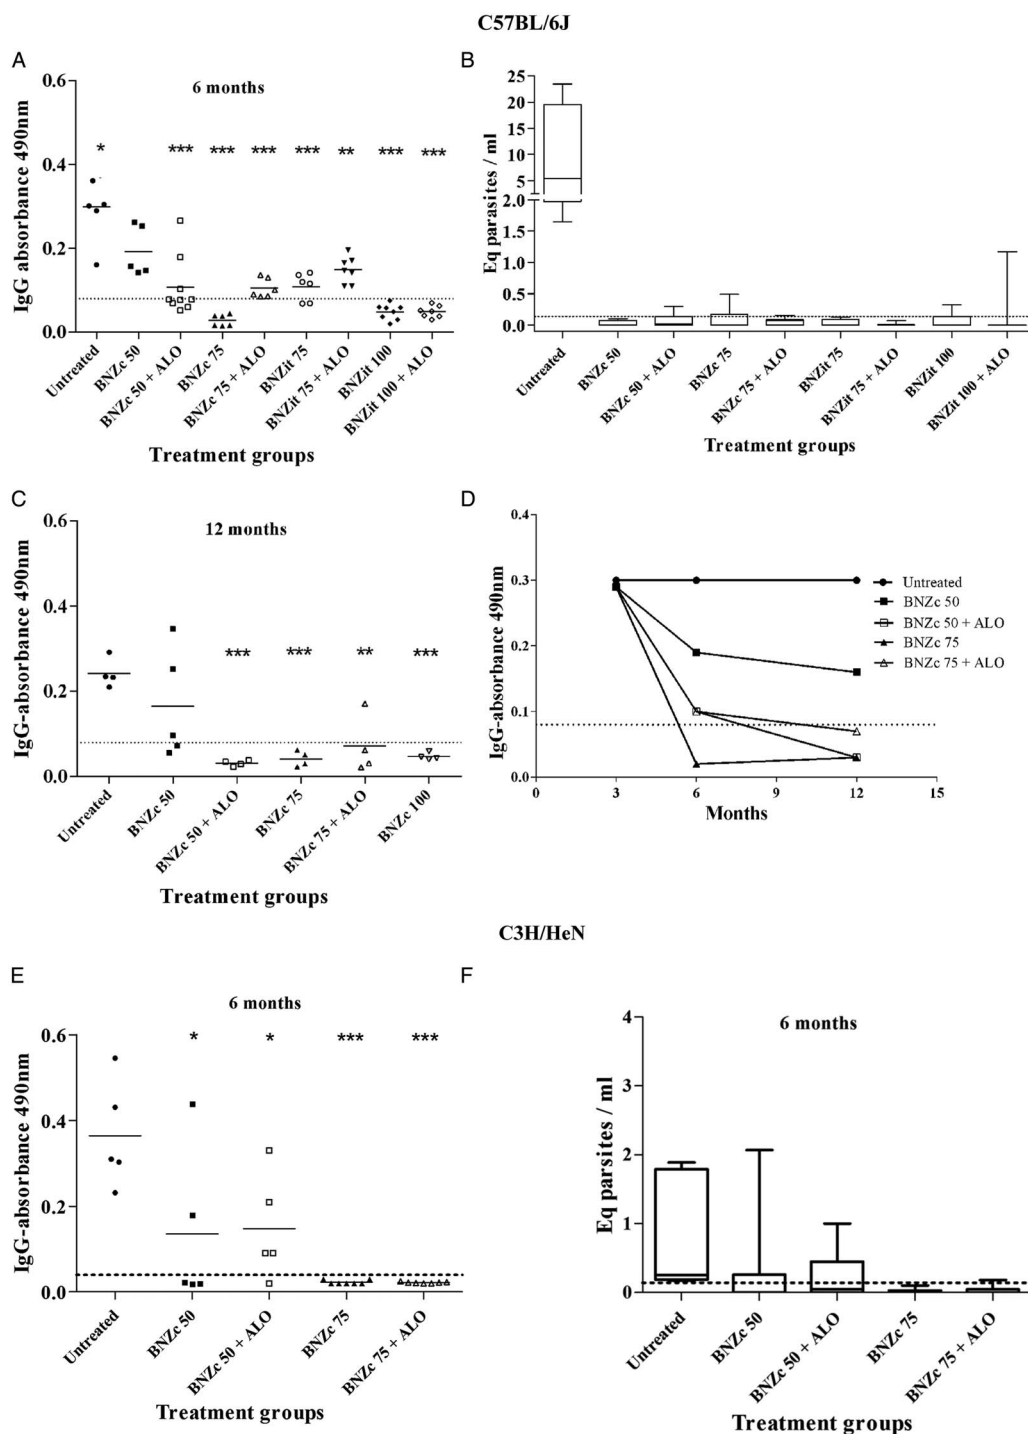 C57BL/6J
A
6 months
IgG absorbance 490nm
0.6
0.4
0.2
0.0
* *** *** *** *** ** *** ***
Untreated
BNZc 50
BNZc 50 + ALO
BNZc 75
BNZc 75 + ALO
BNZit 75
BNZit 75 + ALO
BNZit 100
BNZit 100 + ALO
Treatment groups
B
Eq parasites / ml
25
20
15
10
5
2.0
1.5
1.0
0.5
0.0
Untreated
BNZc 50
BNZc 50 + ALO
BNZc 75
BNZc 75 + ALO
BNZit 75
BNZit 75 + ALO
BNZit 100
BNZit 100 + ALO
Treatment groups
C
12 months
IgG-absorbance 490nm
0.6
0.4
0.2
0.0
*** *** ** ***
Untreated
BNZc 50
BNZc 50 + ALO
BNZc 75
BNZc 75 + ALO
BNZc 100
Treatment groups
D
IgG-absorbance 490nm
0.4
0.3
0.2
0.1
0.0
0 3 6 9 12 15
Months
Untreated
BNZc 50
BNZc 50 + ALO
BNZc 75
BNZc 75 + ALO
C3H/HeN
E
6 months
IgG-absorbance 490nm
0.6
0.4
0.2
0.0
* * *** ***
Untreated
BNZc 50
BNZc 50 + ALO
BNZc 75
BNZc 75 + ALO
Treatment groups
F
6 months
Eq parsites / ml
4
3
2
1
0
Untreated
BNZc 50
BNZc 50 + ALO
BNZc 75
BNZc 75 + ALO
Treatment groups